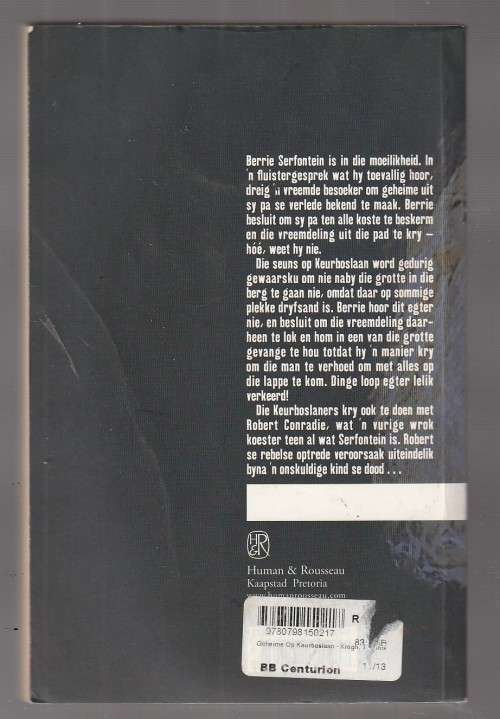 Berrie Serfontein is in die moeilikheid. In
'n fluistergesprek wat hy toevallig hoor,
dreig 'n vreemde besoeker om geheime uit
sy pa se verlede bekend te maak. Berrie
besluit om sy pa ten alle koste te beskerm
en die vreemdeling uit die pad te kry –
hóé, weet hy nie.
Die seuns op Keurboslaan word gedurig
gewaarsku om nie naby die grotte in die
berg te gaan nie, omdat daar op sommige
plekke dryfsand is. Berrie hoor dit egter
nie, en besluit om die vreemdeling daar-
heen te lok en hom in een van die grotte
gevange te hou totdat hy 'n manier kry
om die man te verhoed om met alles op
die lappe te kom. Dinge loop egter lelik
verkeerd!
Die Keurboslaners kry ook te doen met
Robert Conradie, wat 'n vurige wrok
koester teen al wat Serfontein is. Robert
se rebelse optrede veroorsaak uiteindelik
byna 'n onskuldige kind se dood . . .
H&R
Human & Rousseau
Kaapstad Pretoria
www.humanrousseau.com
R
9780798150217
Geheime Op Keurboslaan - Krogh,
BB Centurion